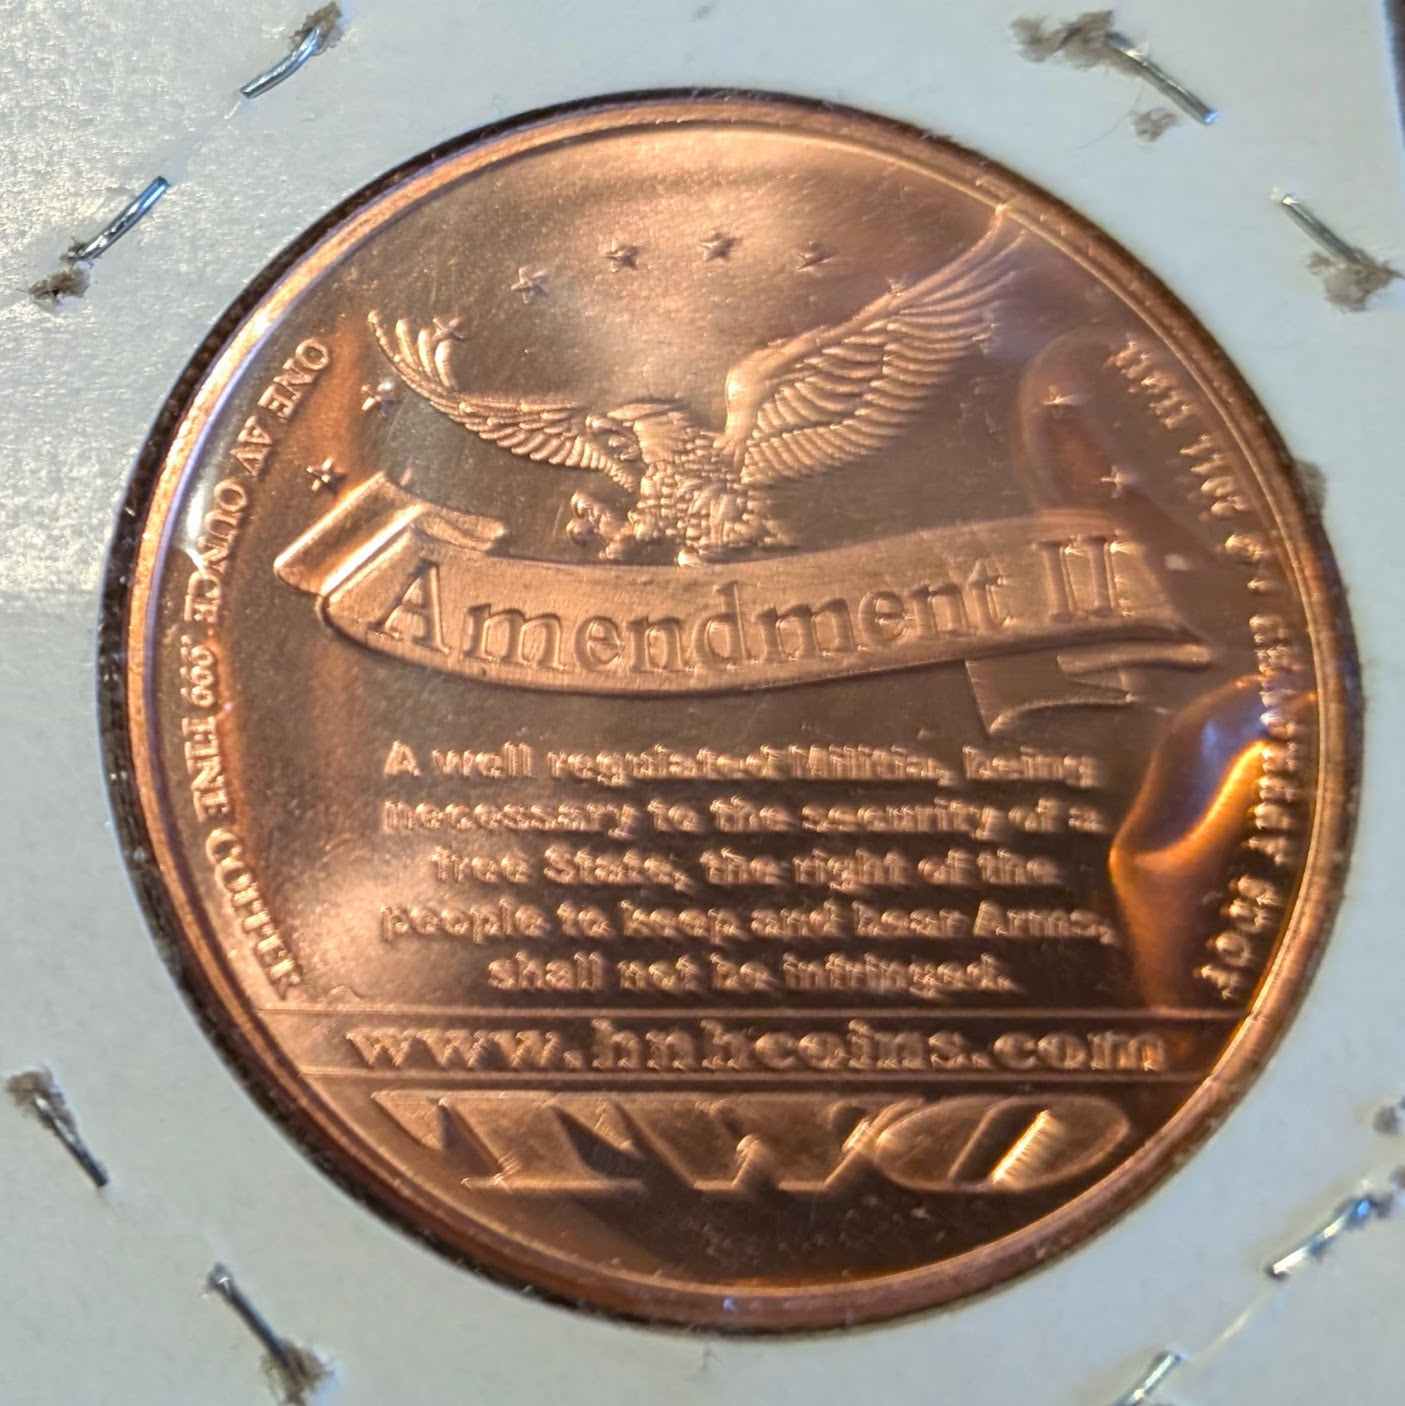 ONE AV. OUNCE .999 FINE COPPER
Amendment II
A well regulated Militia, being
necessary to the security of a
free State, the right of the
people to keep and bear Arms,
shall not be infringed.
www.hnhcoins.com
TWO